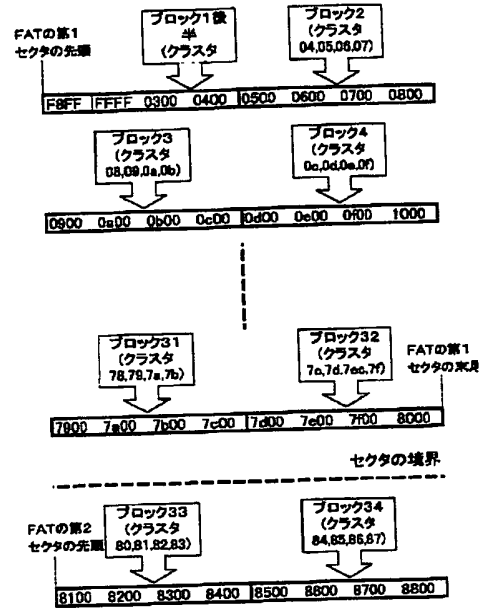 FATの第1
セクタの先頭
ブロック1後
半
(クラスタ
ブロック2
(クラスタ
04,05,06,07)
F8FF FFFF 0300 0400 0500 0600 0700 0800
ブロック3
(クラスタ
08,09,0a,0b)
ブロック4
(クラスタ
0c,0d,0e,0f)
0900 0a00 0b00 0c00 0d00 0e00 0f00 1000
ブロック31
(クラスタ
78,79,7a,7b)
ブロック32
(クラスタ
7c,7d,7ec,7f)
FATの第1
セクタの末尾
7900 7a00 7b00 7c00 7d00 7e00 7f00 8000
セクタの境界
FATの第2
セクタの先頭
ブロック33
(クラスタ
80,81,82,83)
ブロック34
(クラスタ
84,85,86,87)
8100 8200 8300 8400 8500 8600 8700 8800